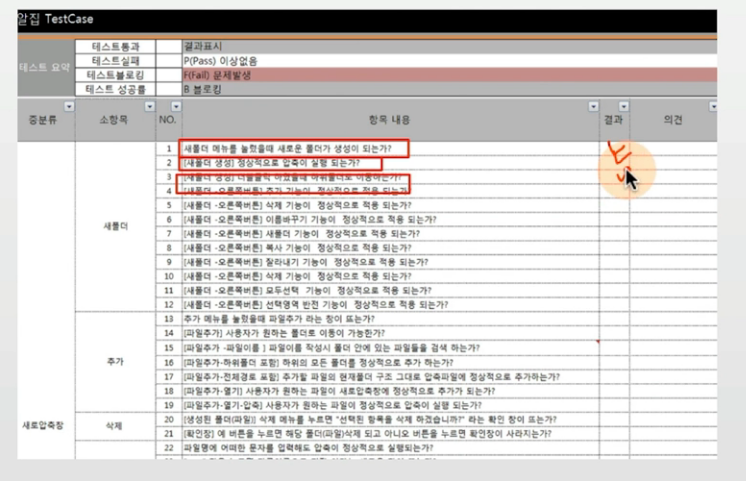 알집 TestCase
테스트 요약
테스트통과 결과표시
테스트실패 P(Pass) 이상없음
테스트블로킹 F(Fail) 문제발생
테스트 성공률 B 블로킹
중분류 소항목 NO. 항목 내용 결과 의견
새로압축창
새폴더
1 새폴더 메뉴를 눌렀을때 새로운 폴더가 생성이 되는가?
2 [새폴더 생성] 정상적으로 압축이 실행 되는가?
3 [새폴더 생성] 더블클릭 하였을때 하위폴더로 이동하는가?
4 [새폴더 -오른쪽버튼] 추가 기능이 정상적으로 적용 되는가?
5 [새폴더 -오른쪽버튼] 삭제 기능이 정상적으로 적용 되는가?
6 [새폴더 -오른쪽버튼] 이름바꾸기 기능이 정상적으로 적용 되는가?
7 [새폴더 -오른쪽버튼] 새폴더 기능이 정상적으로 적용 되는가?
8 [새폴더 -오른쪽버튼] 복사 기능이 정상적으로 적용 되는가?
9 [새폴더 -오른쪽버튼] 잘라내기 기능이 정상적으로 적용 되는가?
10 [새폴더 -오른쪽버튼] 삭제 기능이 정상적으로 적용 되는가?
11 [새폴더 -오른쪽버튼] 모두선택 기능이 정상적으로 적용 되는가?
12 [새폴더 -오른쪽버튼] 선택영역 반전 기능이 정상적으로 적용 되는가?
추가
13 추가 메뉴를 눌렀을때 파일추가 라는 창이 뜨는가?
14 [파일추가] 사용자가 원하는 폴더로 이동이 가능한가?
15 [파일추가 -파일이름 ] 파일이름 작성시 폴더 안에 있는 파일들을 검색 하는가?
16 [파일추가-하위폴더 포함] 하위의 모든 폴더를 정상적으로 추가 하는가?
17 [파일추가-전체경로 포함] 추가할 파일의 현재폴더 구조 그대로 압축파일에 정상적으로 추가하는가?
18 [파일추가-열기] 사용자가 원하는 파일이 새로압축창에 정상적으로 추가가 되는가?
19 [파일추가-열기-압축] 사용자가 원하는 파일이 정상적으로 압축이 실행 되는가?
삭제
20 [생성된 폴더(파일)] 삭제 메뉴를 누르면 "선택된 항목을 삭제 하겠습니까?" 라는 확인 창이 뜨는가?
21 [확인창] 예 버튼을 누르면 해당 폴더(파일)삭제 되고 아니오 버튼을 누르면 확인창이 사라지는가?
22 파일명에 어떠한 문자를 입력해도 압축이 정상적으로 실행되는가?